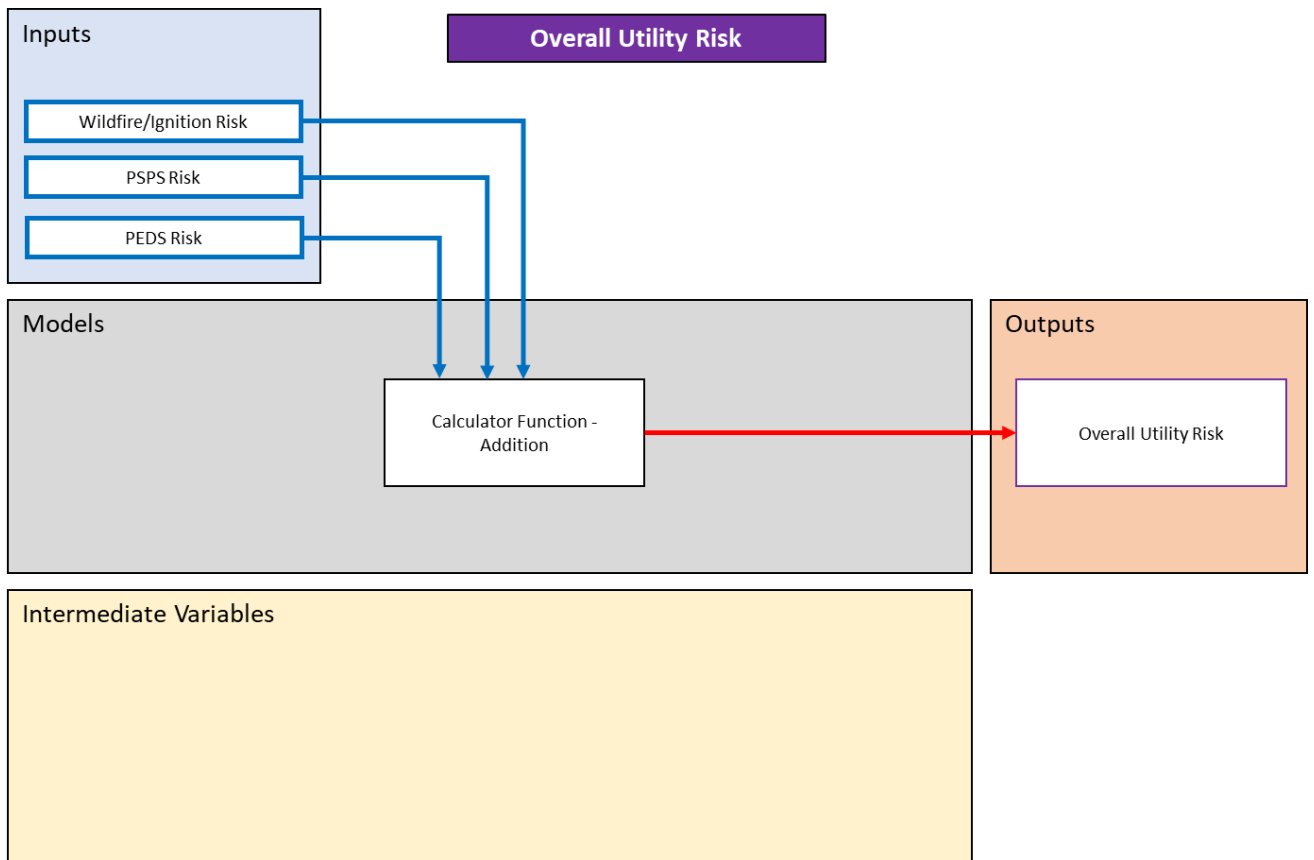 Inputs
Overall Utility Risk
Wildfire/Ignition Risk
PSPS Risk
PEDS Risk
Models
Outputs
Calculator Function -
Addition
Overall Utility Risk
Intermediate Variables